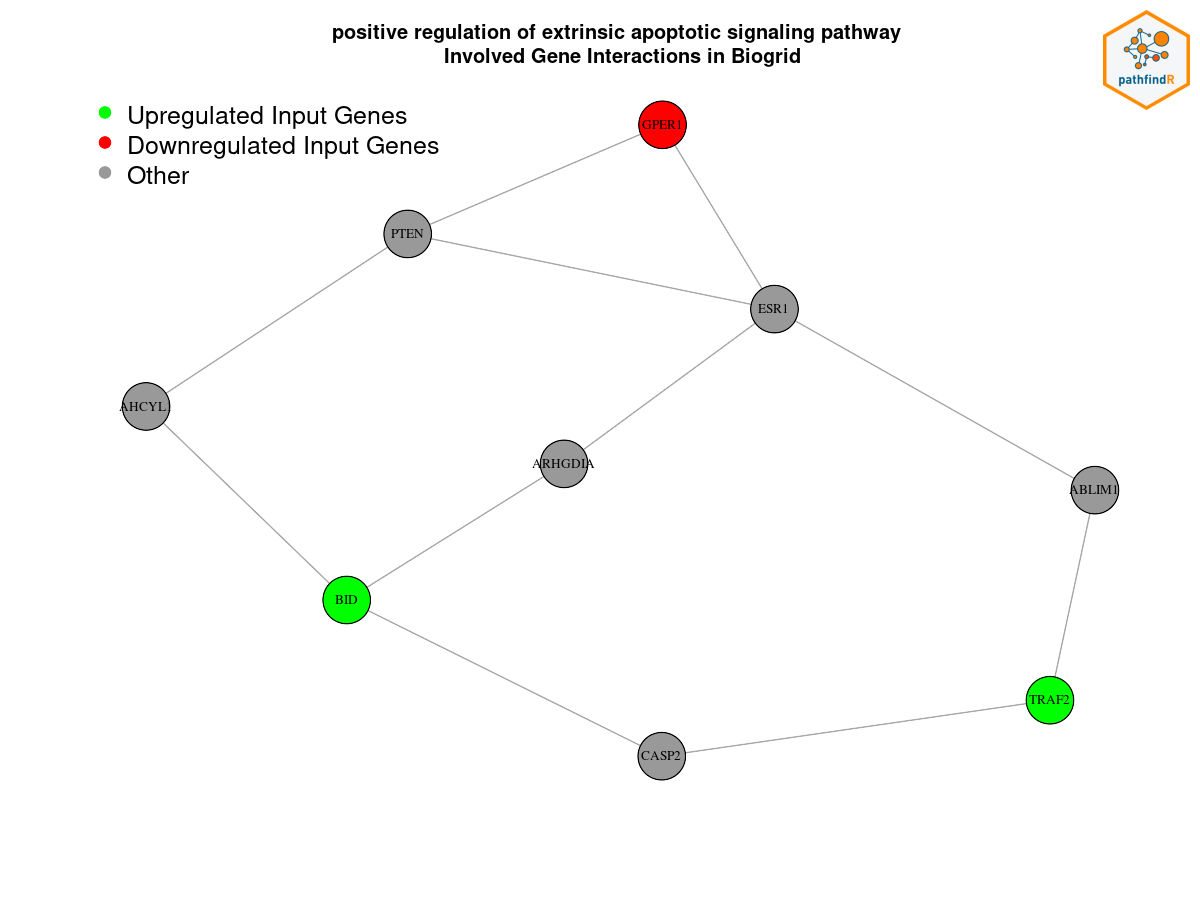 positive regulation of extrinsic apoptotic signaling pathway
Involved Gene Interactions in Biogrid
pathfindR
Upregulated Input Genes
Downregulated Input Genes
Other
GPER1
PTEN
ESR1
AHCYL1
ARHGDIA
ABLIM1
BID
TRAF2
CASP2